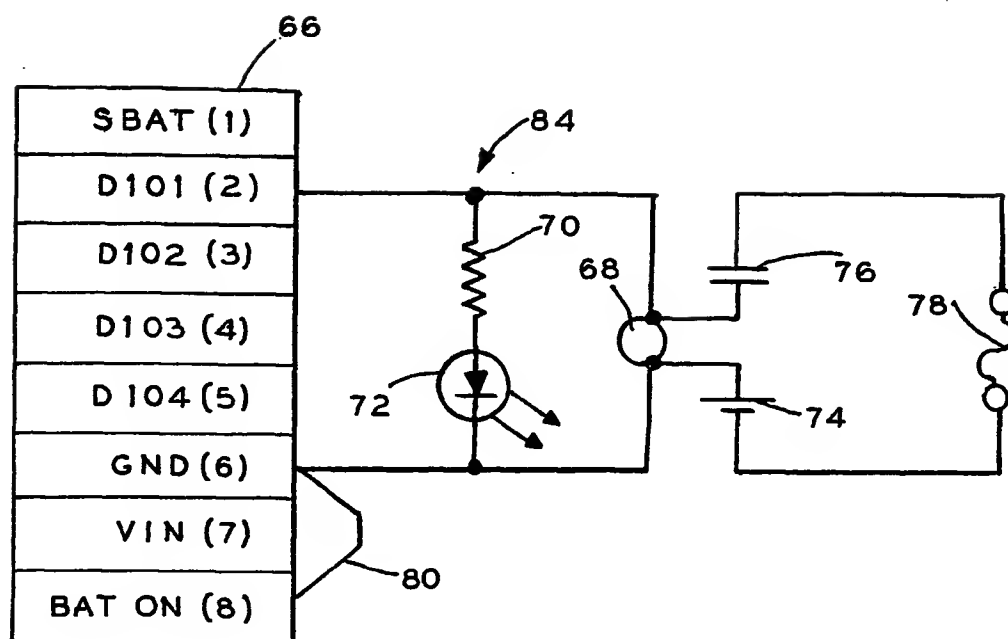 66
SBAT (1)
84
D101 (2)
70
D102 (3)
68
76
D103 (4)
78
72
D104 (5)
74
GND (6)
VIN (7)
80
BAT ON (8)